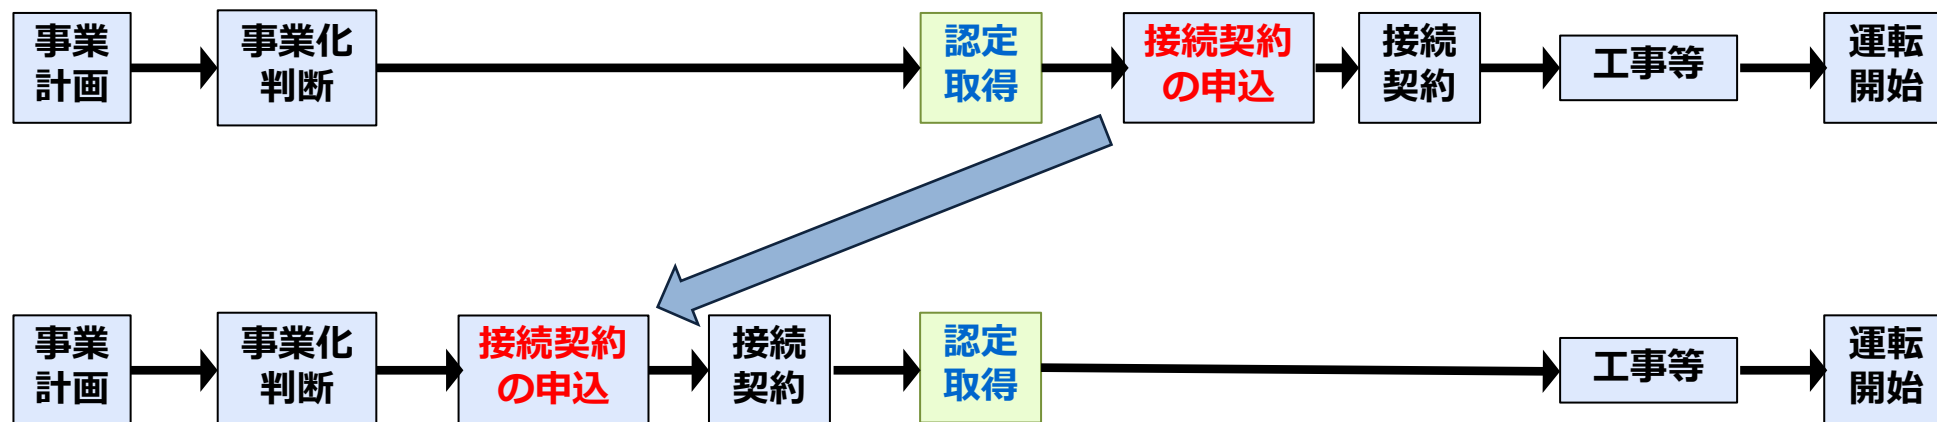 事業
計画
事業化
判断
認定
取得
接続契約
の申込
接続
契約
工事等
運転
開始
事業
計画
事業化
判断
接続契約
の申込
接続
契約
認定
取得
工事等
運転
開始